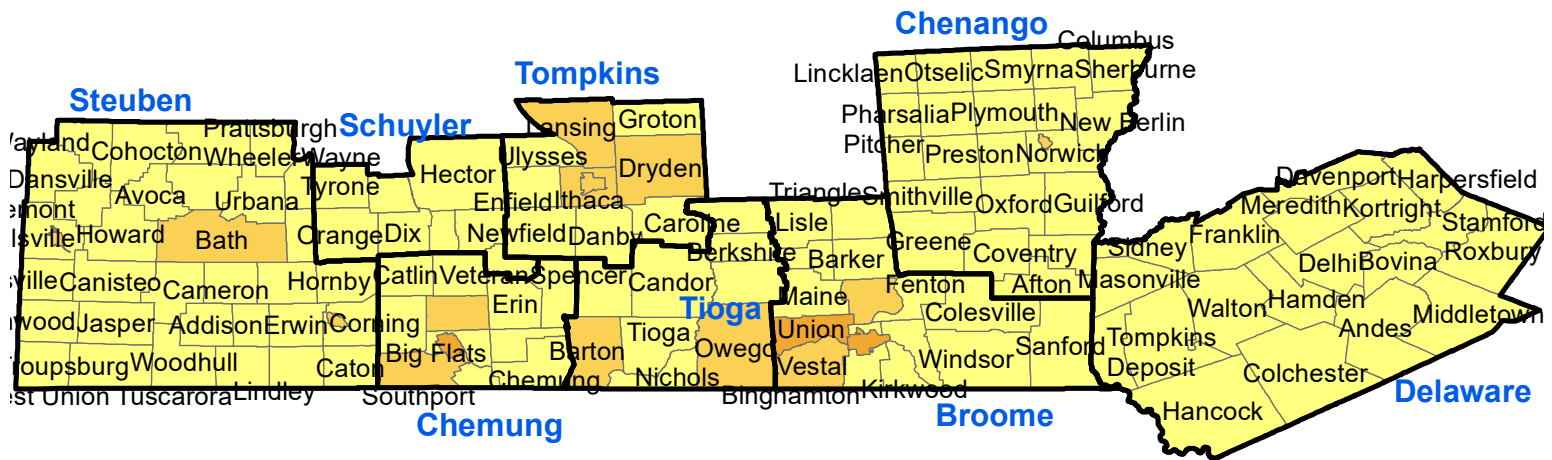 Chenango
Columbus
Lincklaen Otselic Smyrna Sherburne
Tompkins
Steuben
Schuyler
Prattsburgh
Lansing
Groton
Pharsalia Plymouth New Berlin
Cohocton Wheeler Wayne
Ulysses
Pitcher Preston Norwich
Dansville
Tyrone
Hector
Dryden
Avoca
Urbana
Enfield Ithaca
Triangle Smithville Oxford Guilford
Davenport Harpersfield
Meredith Kortright Stamford
Howard
Bath
Orange Dix
Newfield Danby
Caroline
Lisle
Greene
Coventry
Sidney
Franklin
Roxbury
Berkshire
Barker
Delhi Bovina
Canisteo Cameron
Hornby
Catlin Veteran Spencer
Candor
Fenton
Afton
Masonville
Erin
Maine
Walton Hamden
Middletown
Jasper Addison Erwin Corning
Tioga
Tioga
Union
Colesville
Tompkins
Andes
Woodhull
Caton
Big Flats
Barton
Owego
Vestal
Windsor
Sanford
Deposit
Colchester
Chemung
Nichols
Tuscarora Lindley
Southport
Binghamton Kirkwood
Delaware
Chemung
Broome
Hancock